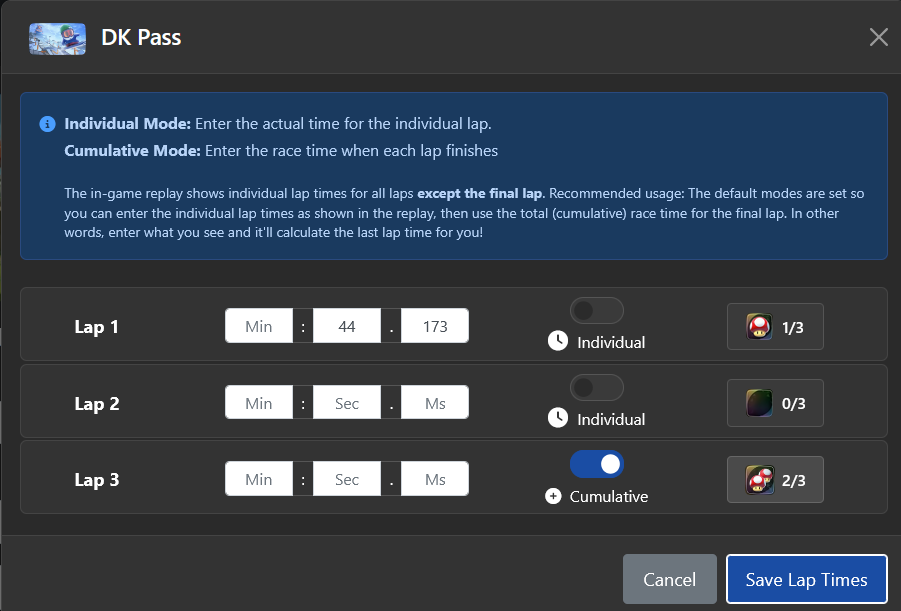 DK Pass
Individual Mode: Enter the actual time for the individual lap.
Cumulative Mode: Enter the race time when each lap finishes
The in-game replay shows individual lap times for all laps except the final lap. Recommended usage: The default modes are set so
you can enter the individual lap times as shown in the replay, then use the total (cumulative) race time for the final lap. In other
words, enter what you see and it'll calculate the last lap time for you!
Lap 1 Min : 44 . 173 Individual 1/3
Lap 2 Min : Sec . Ms Individual 0/3
Lap 3 Min : Sec . Ms Cumulative 2/3
Cancel Save Lap Times